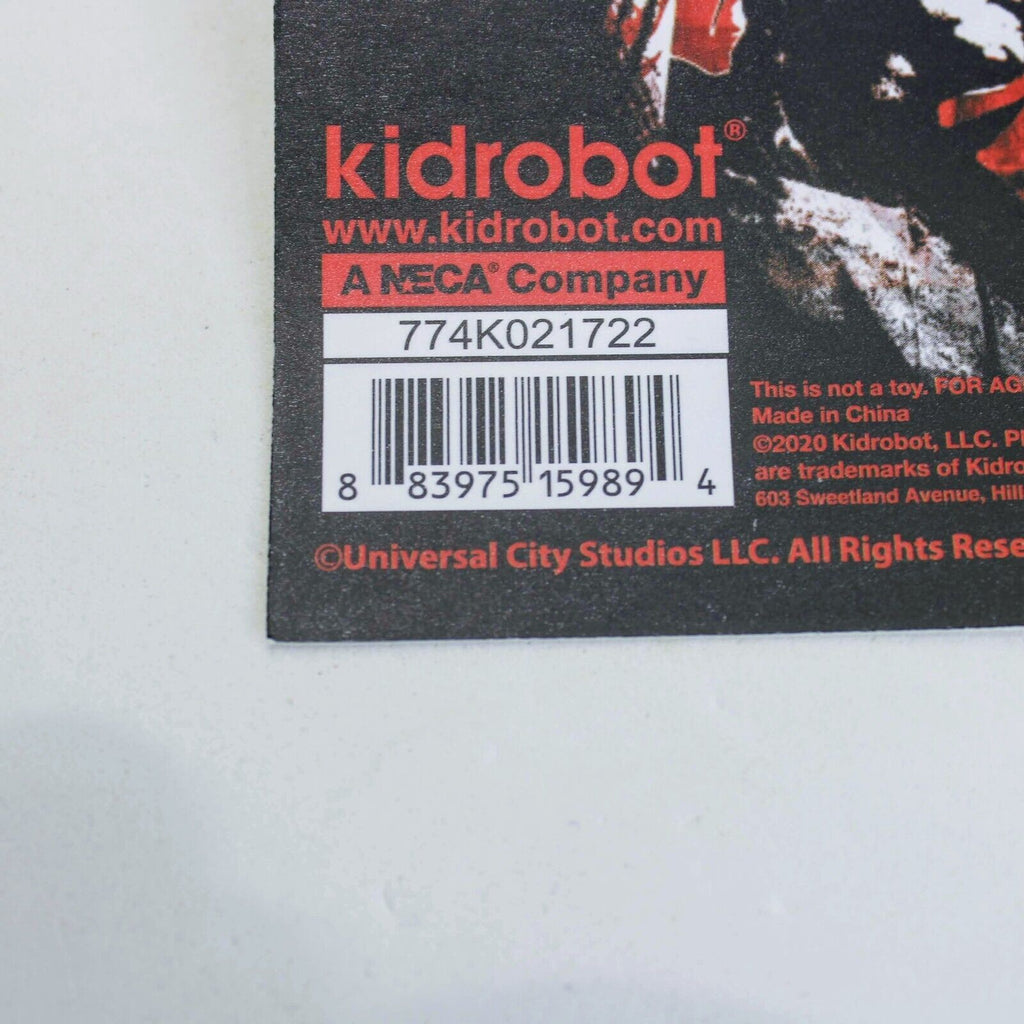 kidrobot®
www.kidrobot.com
A NECA® Company
774K021722
8 83975 15989 4
This is not a toy. FOR
Made in China
©2020 Kidrobot, LLC.
are trademarks of
603 Sweetland Avenue,
©Universal City Studios LLC. All Rights